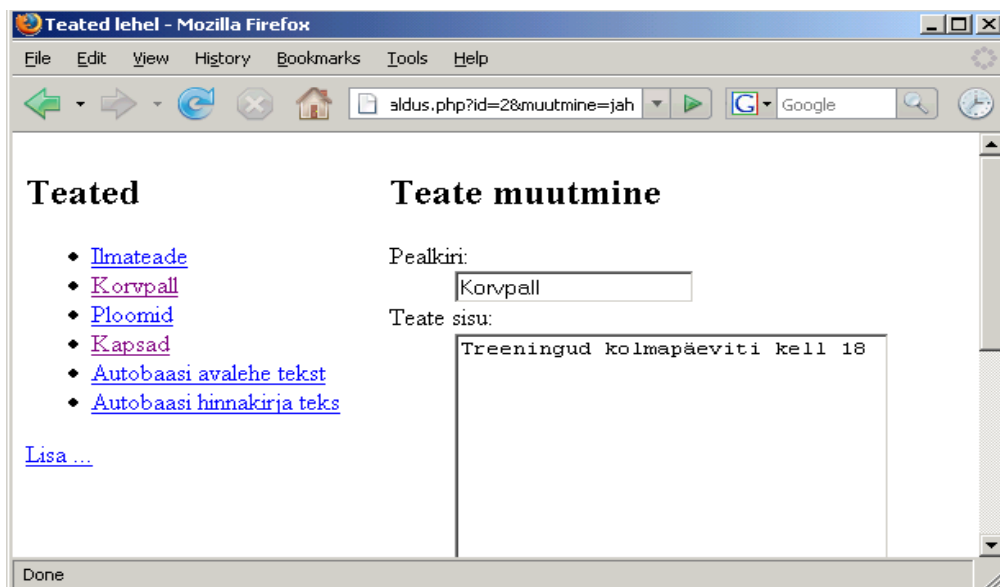 Teated lehel - Mozilla Firefox
File Edit View History Bookmarks Tools Help
aldus.php?id=2&muutmine=jah G Google
Teated
Ilmateade
Korvpall
Ploomid
Kapsad
Autobaasi avalehe tekst
Autobaasi hinnakirja teks
Lisa ...
Teate muutmine
Pealkiri:
Korvpall
Teate sisu:
Treeningud kolmapäeviti kell 18
Done